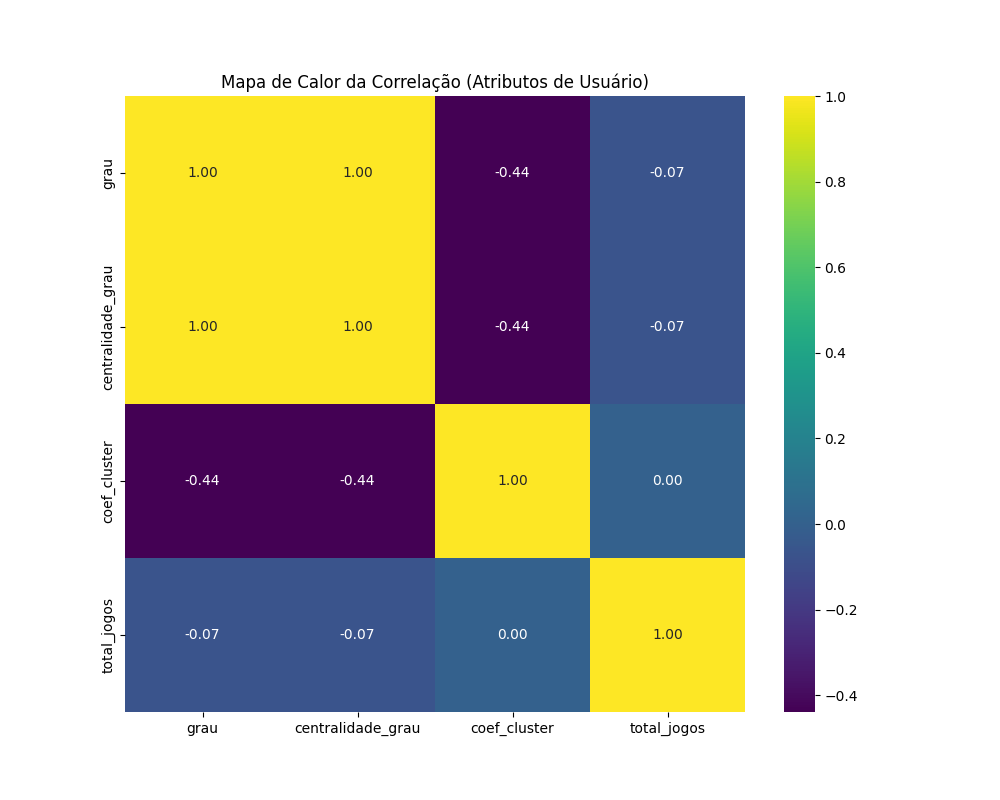 Mapa de Calor da Correlação (Atributos de Usuário)
grau
1.00
1.00
-0.44
-0.07
centralidade_grau
1.00
1.00
-0.44
-0.07
coef_cluster
-0.44
-0.44
1.00
0.00
total_jogos
-0.07
-0.07
0.00
1.00
grau
centralidade_grau
coef_cluster
total_jogos
1.0
0.8
0.6
0.4
0.2
0.0
−0.2
−0.4